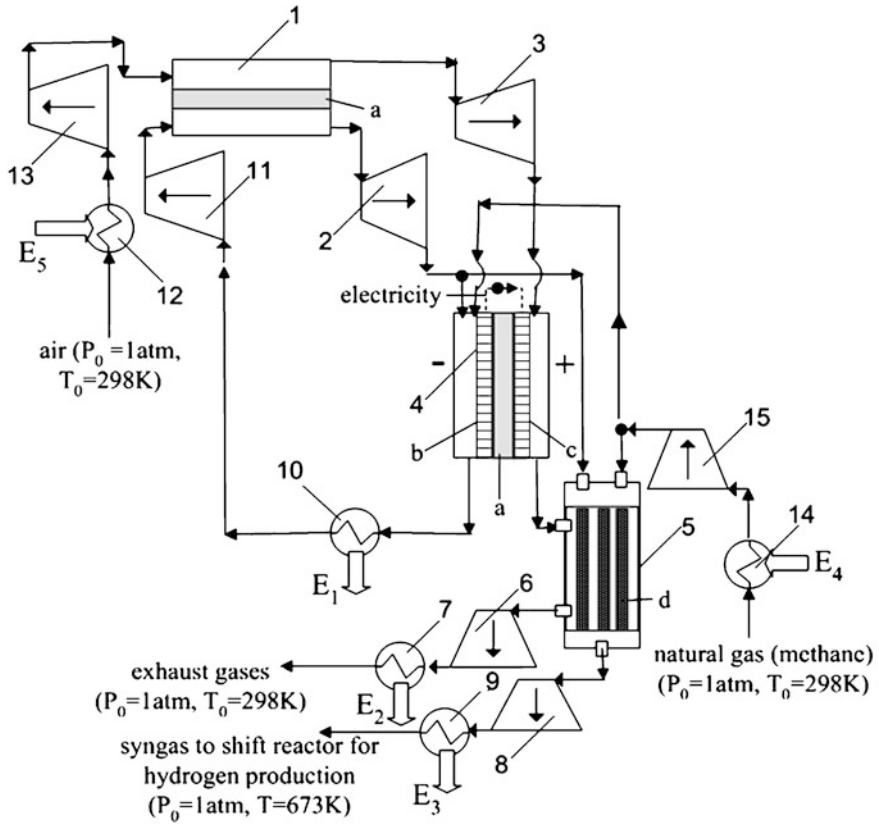 1
3
a
13
11
2
E5
12
electricity
air (P0 =1atm,
T0=298K)
-
+
4
15
b
c
10
a
5
14
E4
E1
6
d
7
natural gas (methane)
(P0=1atm, T0=298K)
exhaust gases
(P0=1atm, T0=298K)
E2
9
8
syngas to shift reactor for
hydrogen production
(P0=1atm, T=673K)
E3